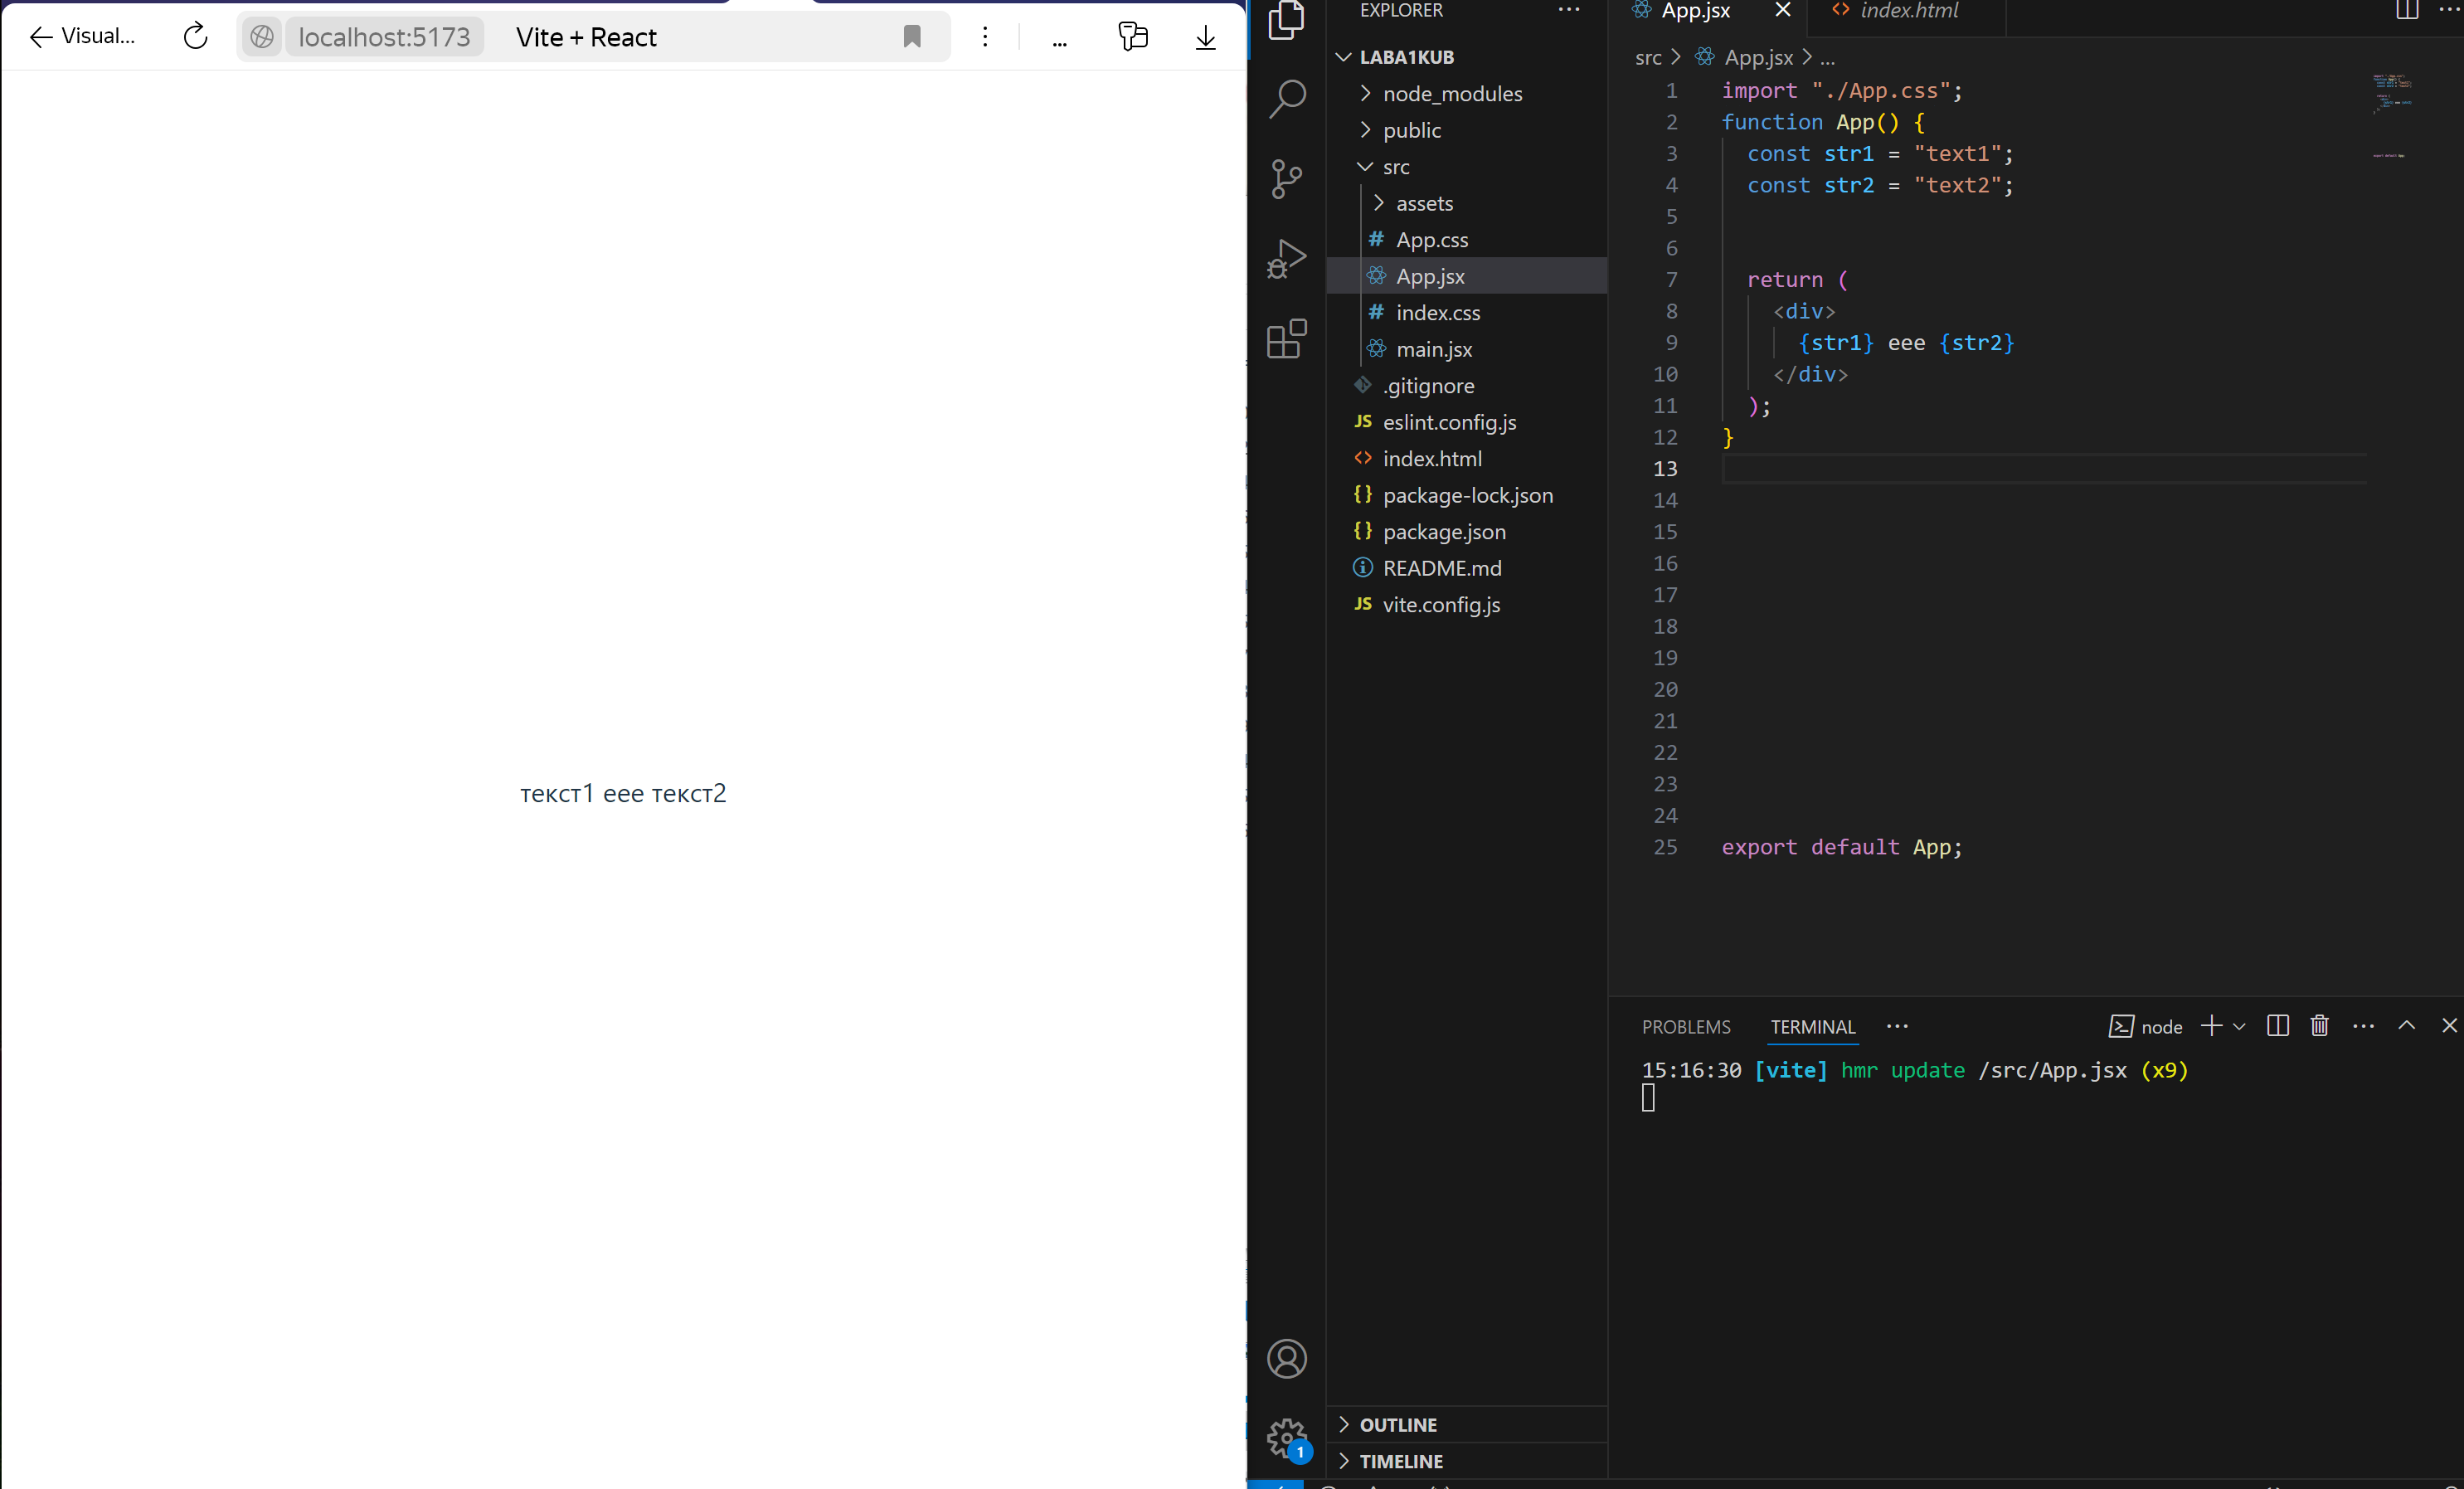 Visual... localhost:5173 Vite + React
текст1 еее текст2
EXPLORER
LABA1KUB
node_modules
public
src
assets
App.css
App.jsx
index.css
main.jsx
.gitignore
JS eslint.config.js
index.html
package-lock.json
package.json
README.md
JS vite.config.js
OUTLINE
TIMELINE
1
App.jsx index.html
src > App.jsx > ...
1 import "./App.css";
2 function App() {
3 const str1 = "text1";
4 const str2 = "text2";
5
6
7 return (
8 <div>
9 {str1} eee {str2}
10 </div>
11 );
12 }
13
14
15
16
17
18
19
20
21
22
23
24
25 export default App;
PROBLEMS TERMINAL node
15:16:30 [vite] hmr update /src/App.jsx (x9)